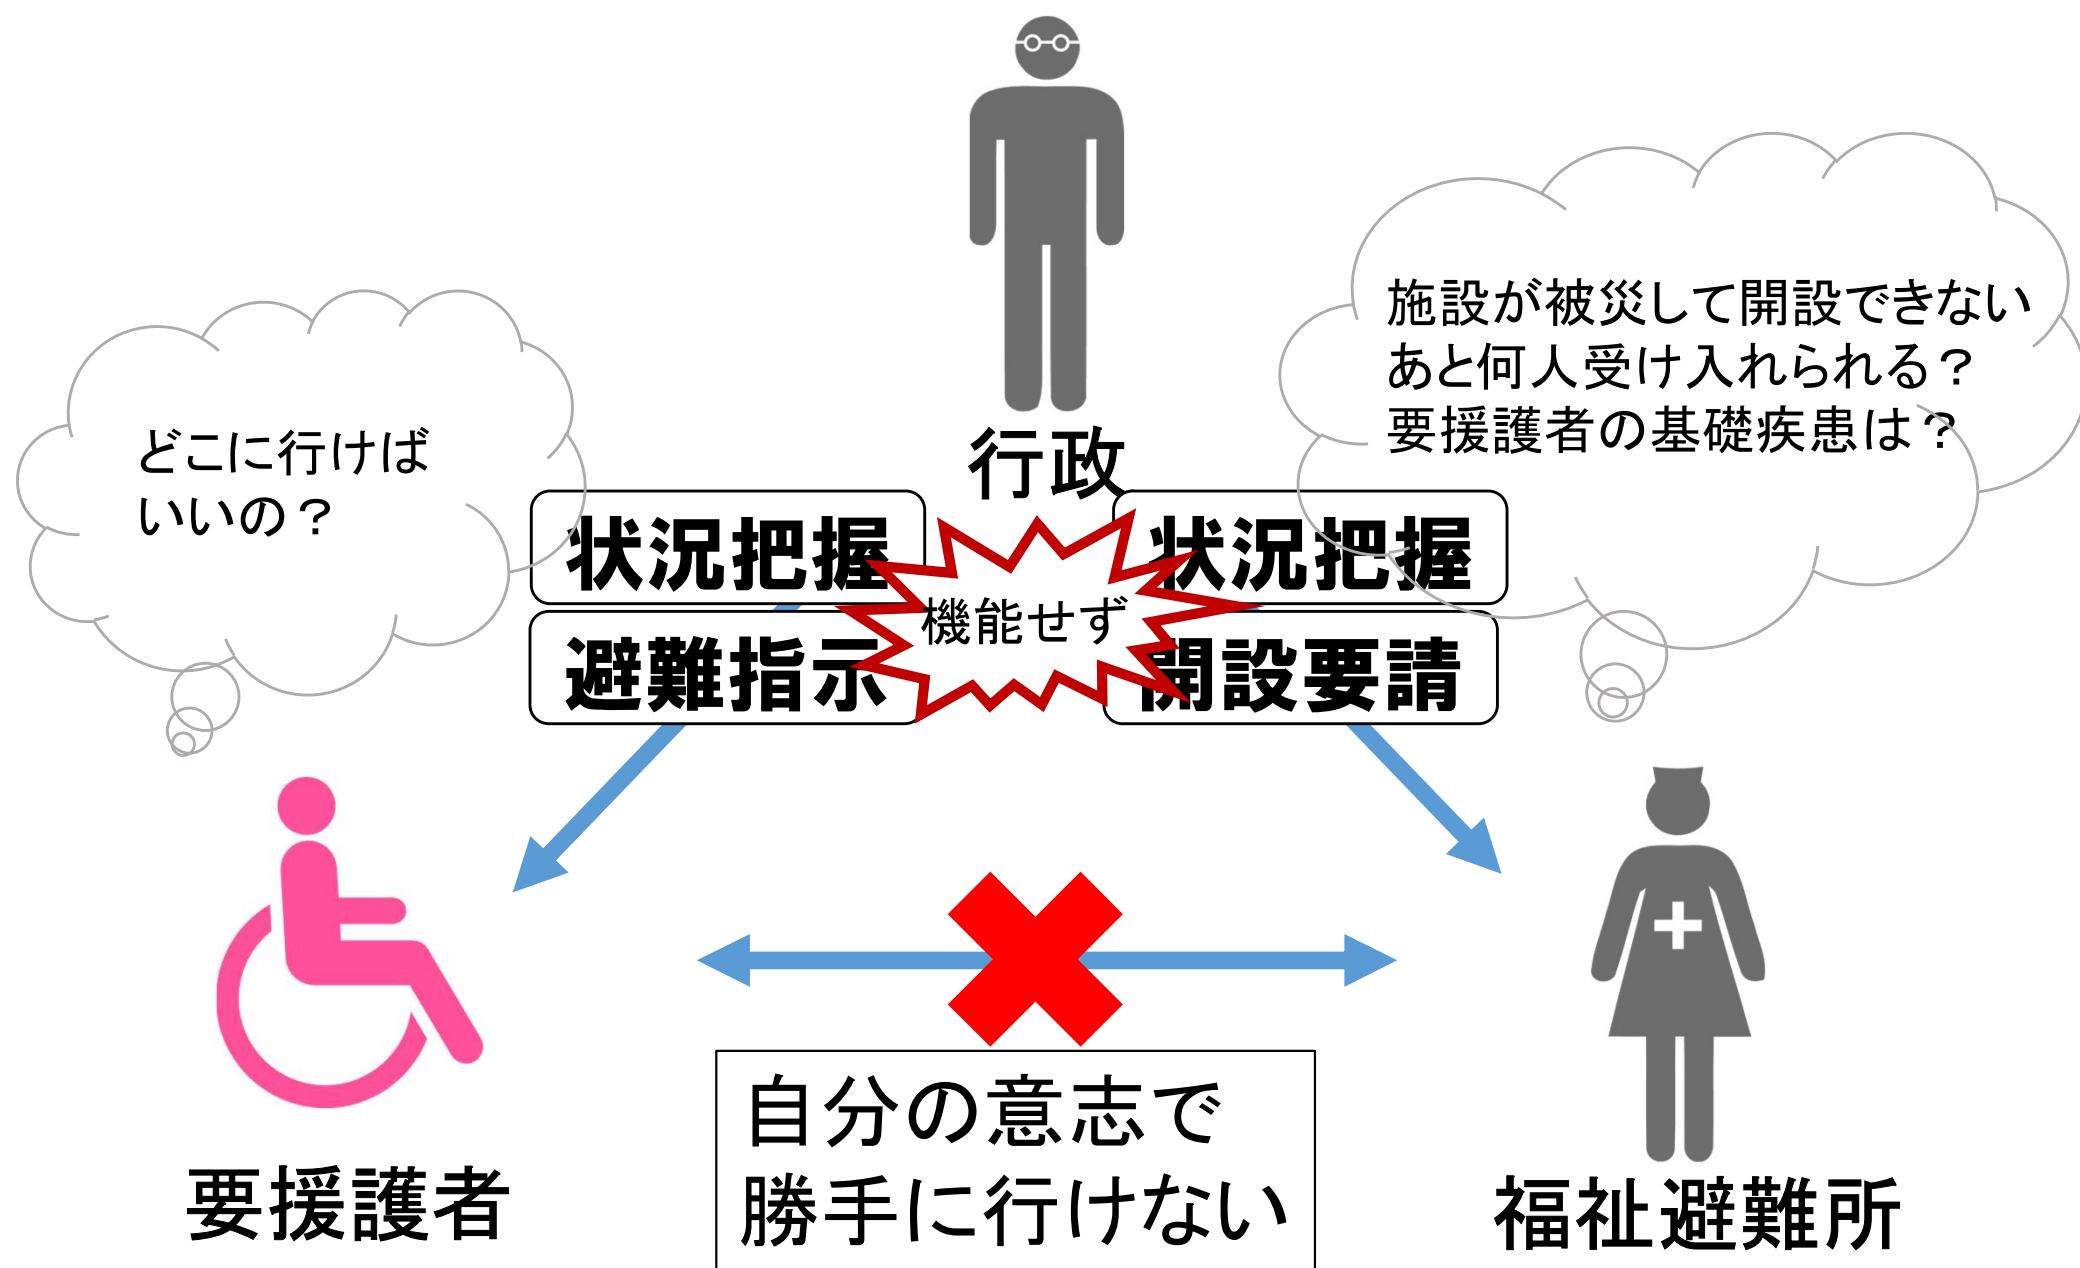 行政
施設が被災して開設できない
あと何人受け入れられる？
要援護者の基礎疾患は？
どこに行けば
いいの？
状況把握
避難指示
機能せず
状況把握
開設要請
自分の意志で
勝手に行けない
要援護者
福祉避難所